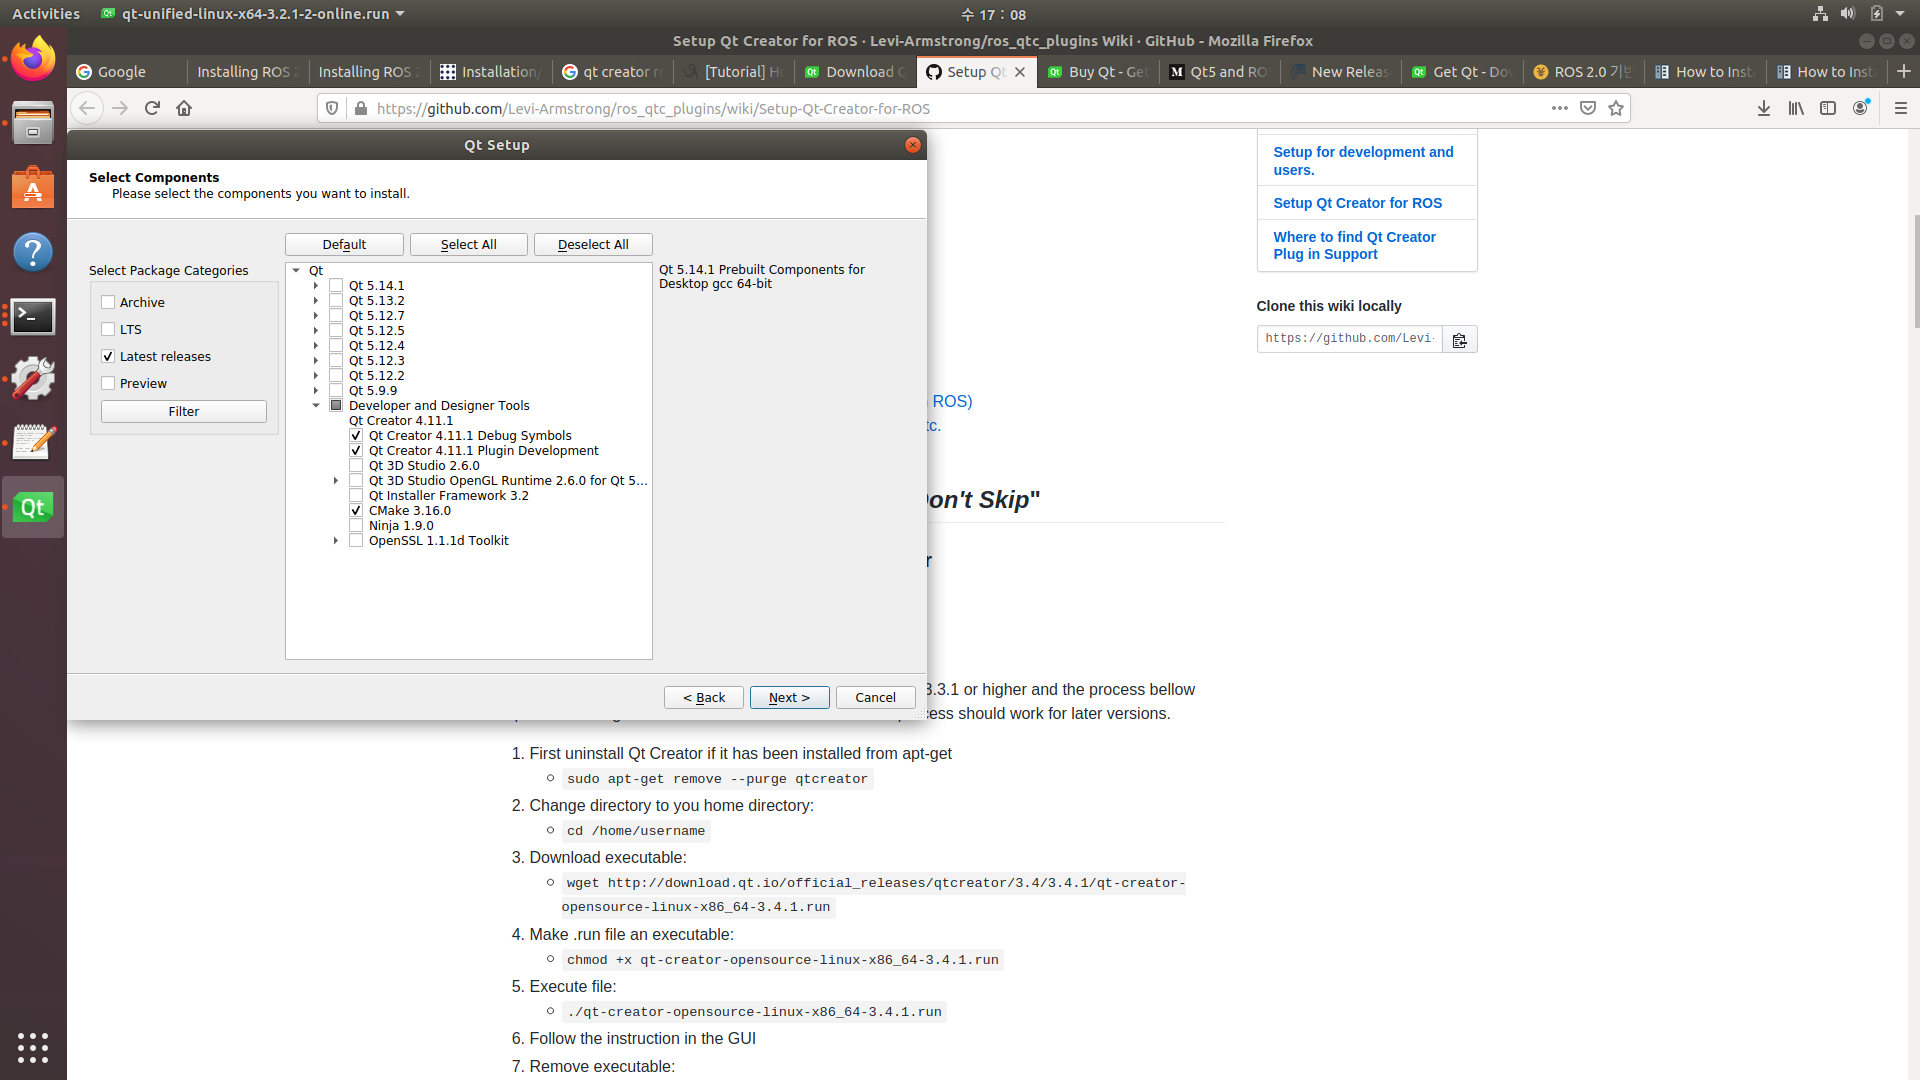 Activities
qt-unified-linux-x64-3.2.1-2-online.run
수 17 : 08
Setup Qt Creator for ROS · Levi-Armstrong/ros_qtc_plugins Wiki · GitHub - Mozilla Firefox
Google
Installing ROS
Installing ROS
Installation/
qt creator
[Tutorial]
Download
Setup Qt
Buy Qt - Get
Qt5 and RO
New Releas
Get Qt - Do
ROS 2.0
How to Inst
How to Inst
https://github.com/Levi-Armstrong/ros_qtc_plugins/wiki/Setup-Qt-Creator-for-ROS
Qt Setup
Select Components
Please select the components you want to install.
Default
Select All
Deselect All
Select Package Categories
Archive
LTS
Latest releases
Preview
Filter
Qt
Qt 5.14.1
Qt 5.13.2
Qt 5.12.7
Qt 5.12.5
Qt 5.12.4
Qt 5.12.3
Qt 5.12.2
Qt 5.9.9
Developer and Designer Tools
Qt Creator 4.11.1
Qt Creator 4.11.1 Debug Symbols
Qt Creator 4.11.1 Plugin Development
Qt 3D Studio 2.6.0
Qt 3D Studio OpenGL Runtime 2.6.0 for Qt 5...
Qt Installer Framework 3.2
CMake 3.16.0
Ninja 1.9.0
OpenSSL 1.1.1d Toolkit
Qt 5.14.1 Prebuilt Components for
Desktop gcc 64-bit
< Back
Next >
Cancel
Setup for development and
users.
Setup Qt Creator for ROS
Where to find Qt Creator
Plug in Support
Clone this wiki locally
https://github.com/Levi-
ROS)
tc.
on't Skip"
r
3.3.1 or higher and the process bellow
cess should work for later versions.
1. First uninstall Qt Creator if it has been installed from apt-get
sudo apt-get remove --purge qtcreator
2. Change directory to you home directory:
cd /home/username
3. Download executable:
wget http://download.qt.io/official_releases/qtcreator/3.4/3.4.1/qt-creator-
opensource-linux-x86_64-3.4.1.run
4. Make .run file an executable:
chmod +x qt-creator-opensource-linux-x86_64-3.4.1.run
5. Execute file:
./qt-creator-opensource-linux-x86_64-3.4.1.run
6. Follow the instruction in the GUI
7. Remove executable:
Qt